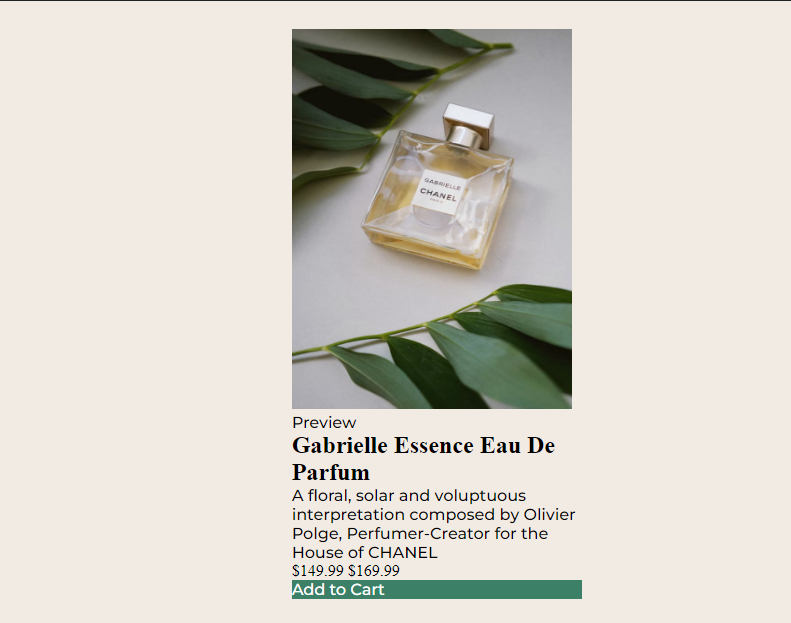 GABRIELLE
CHANEL
PARIS
Preview
Gabrielle Essence Eau De
Parfum
A floral, solar and voluptuous
interpretation composed by Olivier
Polge, Perfumer-Creator for the
House of CHANEL
$149.99 $169.99
Add to Cart